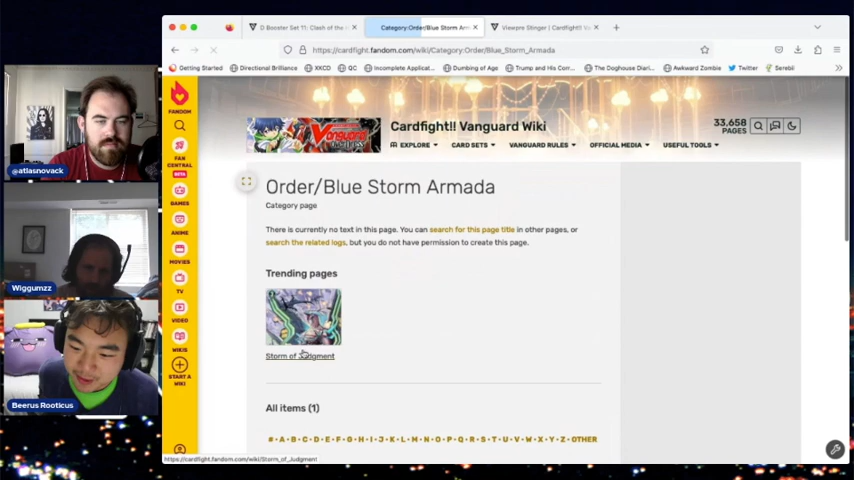 D Booster Set 11: Clash of the
Category:Order/Blue Storm Arm
Viewpre Stinger | Cardfight!!
https://cardfight.fandom.com/wiki/Category:Order/Blue_Storm_Armada
Getting Started
Directional Brilliance
XKCD
QC
Incomplete Applicat...
Dumbing of Age
Trump and His Corr...
The Doghouse Diari...
Awkward Zombie
Twitter
Serebii
FANDOM
FAN CENTRAL
BETA
GAMES
ANIME
MOVIES
TV
VIDEO
WIKIS
START A WIKI
VANGUARD
Cardfight!! Vanguard Wiki
33,658 PAGES
EXPLORE
CARD SETS
VANGUARD RULES
OFFICIAL MEDIA
USEFUL TOOLS
Order/Blue Storm Armada
Category page
There is currently no text in this page. You can search for this page title in other pages, or
search the related logs, but you do not have permission to create this page.
Trending pages
Storm of Judgment
All items (1)
# • A • B • C • D • E • F • G • H • I • J • K • L • M • N • O • P • Q • R • S • T • U • V • W • X • Y • Z • OTHER
https://cardfight.fandom.com/wiki/Storm_of_Judgment
@atlasnovack
Wiggumzz
Beerus Rooticus